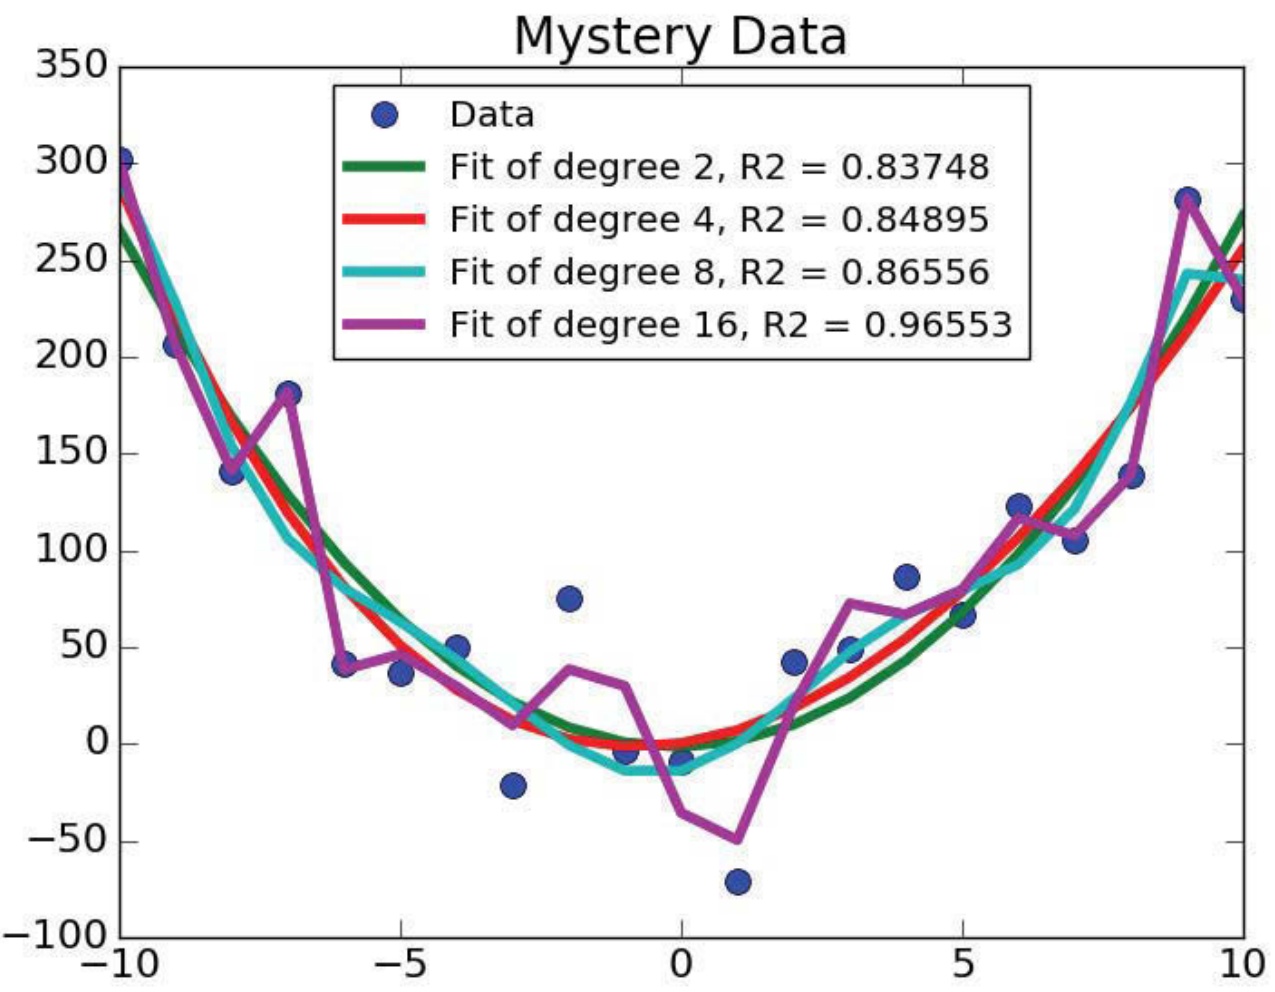 Mystery Data
350
300
250
200
150
100
50
0
−50
−100
Data
Fit of degree 2, R2 = 0.83748
Fit of degree 4, R2 = 0.84895
Fit of degree 8, R2 = 0.86556
Fit of degree 16, R2 = 0.96553
−10 −5 0 5 10